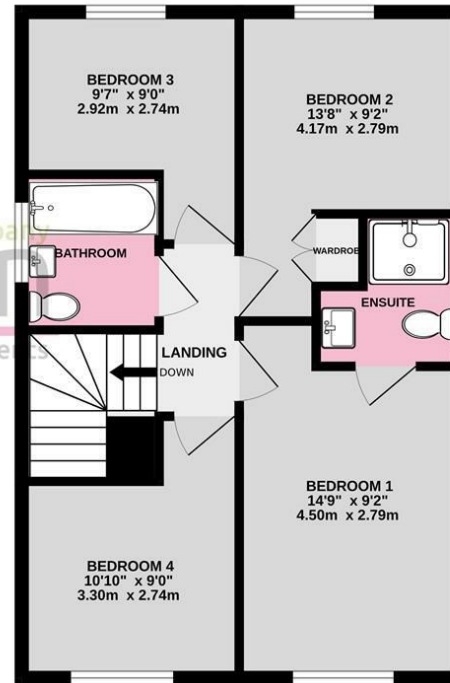 BEDROOM 3
9'7" x 9'0"
2.92m x 2.74m
BEDROOM 2
13'8" x 9'2"
4.17m x 2.79m
BATHROOM
WARDROBE
ENSUITE
LANDING
DOWN
BEDROOM 1
14'9" x 9'2"
4.50m x 2.79m
BEDROOM 4
10'10" x 9'0"
3.30m x 2.74m